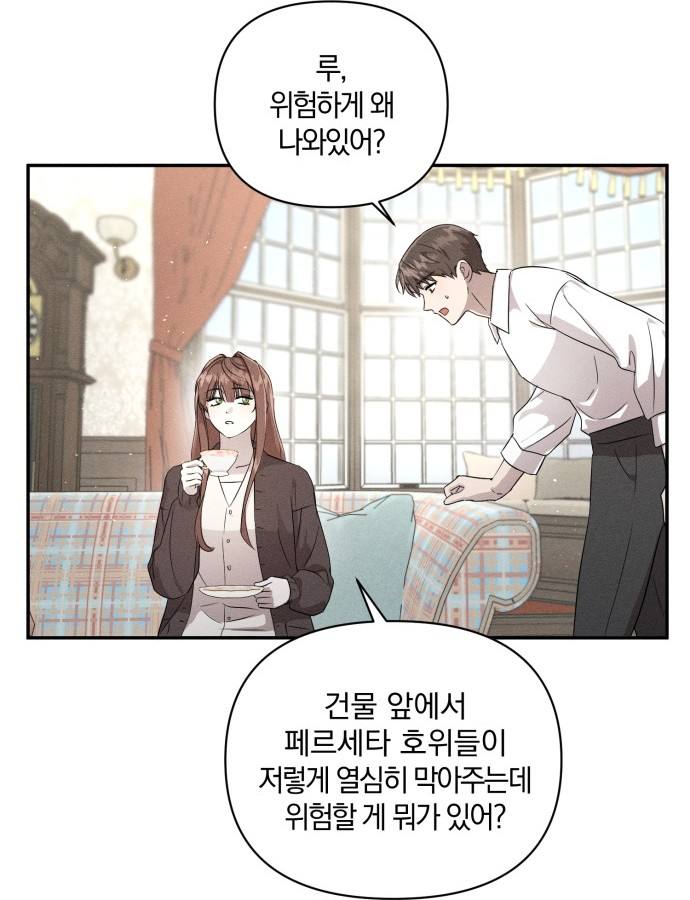 루,
위험하게 왜
나와있어?
건물 앞에서
페르세타 호위들이
저렇게 열심히 막아주는데
위험할 게 뭐가 있어?